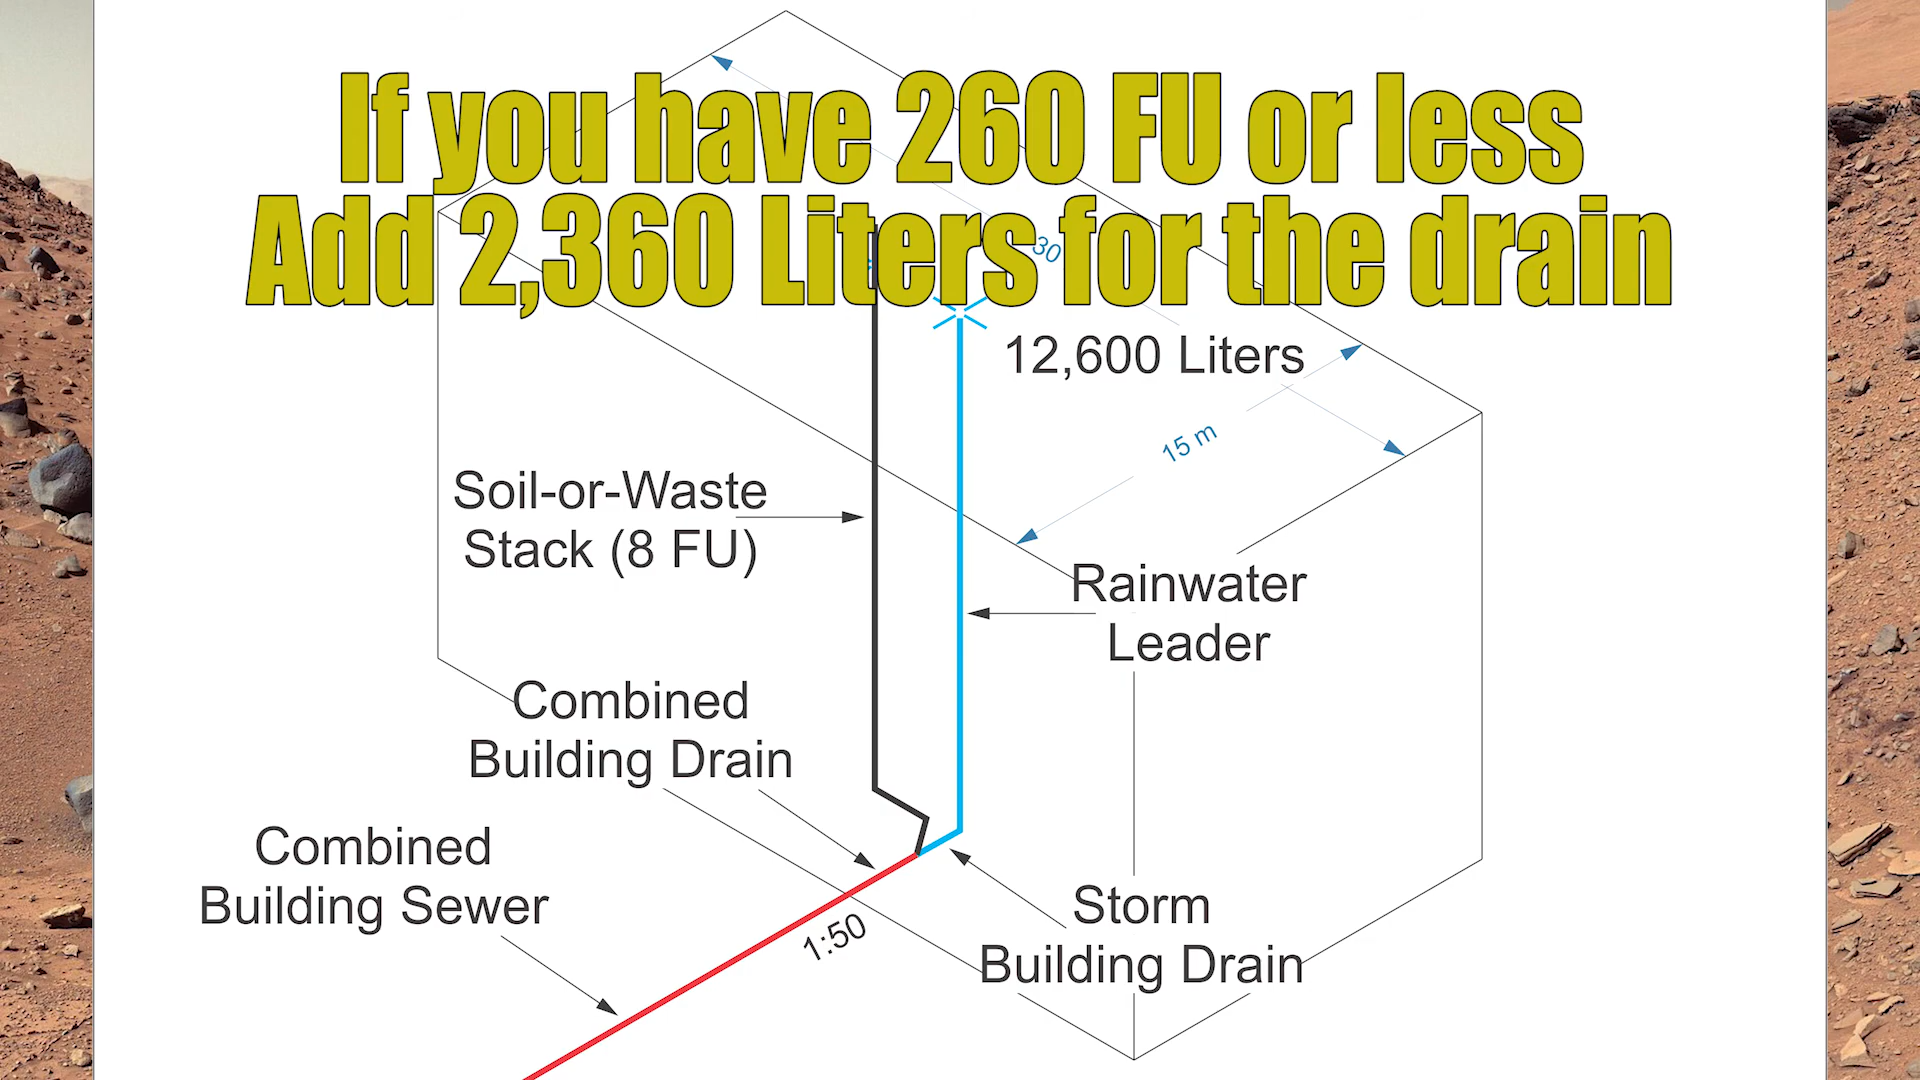 If you have 260 FU or less
Add 2,360 Liters for the drain
30
12,600 Liters
15 m
Soil-or-Waste
Stack (8 FU)
Rainwater
Leader
Combined
Building Drain
Combined
Building Sewer
1:50
Storm
Building Drain